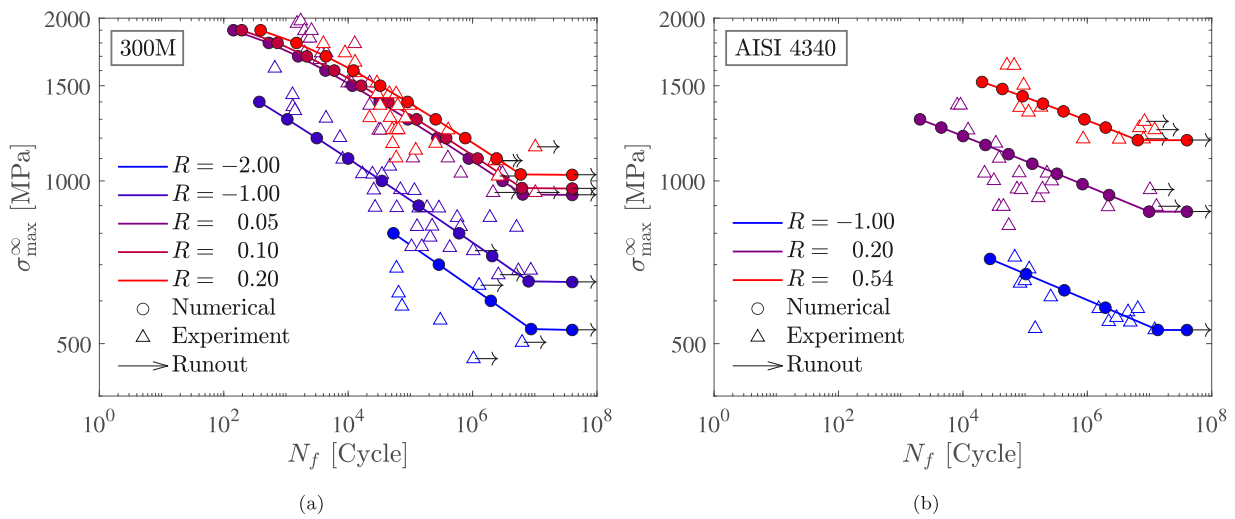 300M
2000
1500
1000
500
σ∞max [MPa]
R = −2.00
R = −1.00
R = 0.05
R = 0.10
R = 0.20
Numerical
Experiment
Runout
10^0 10^2 10^4 10^6 10^8
N_f [Cycle]
(a)
AISI 4340
2000
1500
1000
500
σ∞max [MPa]
R = −1.00
R = 0.20
R = 0.54
Numerical
Experiment
Runout
10^0 10^2 10^4 10^6 10^8
N_f [Cycle]
(b)